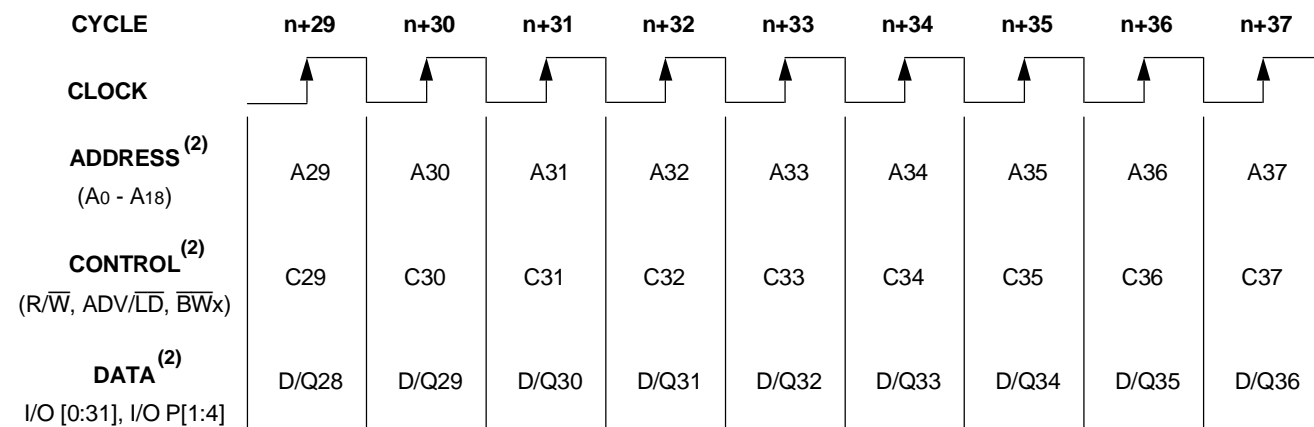 CYCLE n+29 n+30 n+31 n+32 n+33 n+34 n+35 n+36 n+37
CLOCK
ADDRESS(2) A29 A30 A31 A32 A33 A34 A35 A36 A37
(A0 - A18)
CONTROL(2) C29 C30 C31 C32 C33 C34 C35 C36 C37
(R/W̅, ADV/L̅D̅, B̅W̅x)
DATA(2) D/Q28 D/Q29 D/Q30 D/Q31 D/Q32 D/Q33 D/Q34 D/Q35 D/Q36
I/O [0:31], I/O P[1:4]